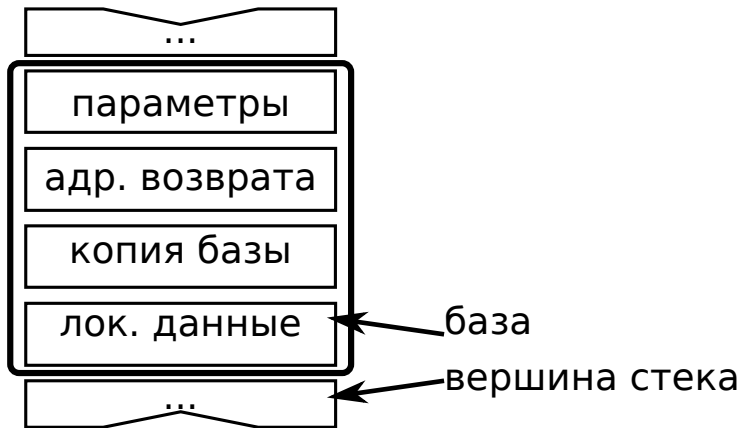 ...
параметры
адр. возврата
копия базы
лок. данные
база
вершина стека
...